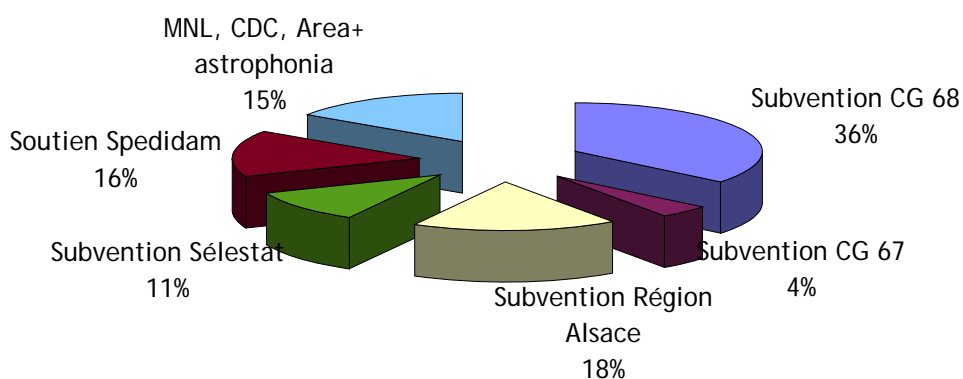 MNL, CDC, Area+
astrophonia
15%
Subvention CG 68
36%
Soutien Spedidam
16%
Subvention Sélestat
11%
Subvention CG 67
4%
Subvention Région
Alsace
18%